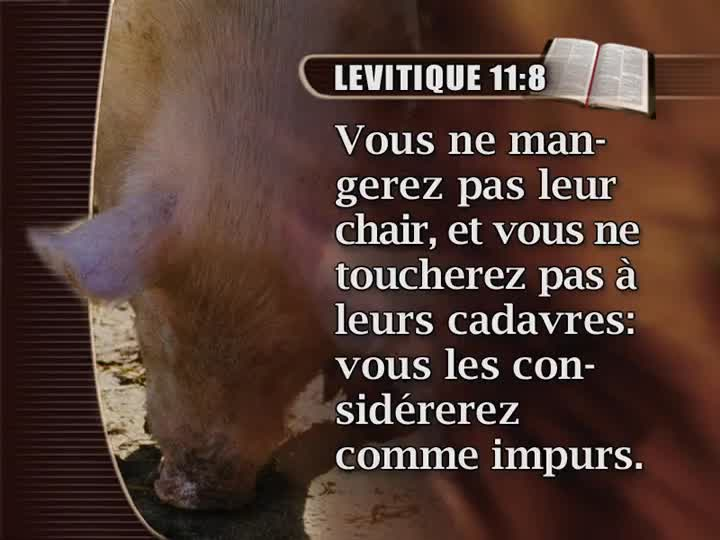 LEVITIQUE 11:8
Vous ne man-
gerez pas leur
chair, et vous ne
toucherez pas à
leurs cadavres:
vous les con-
sidérerez
comme impurs.